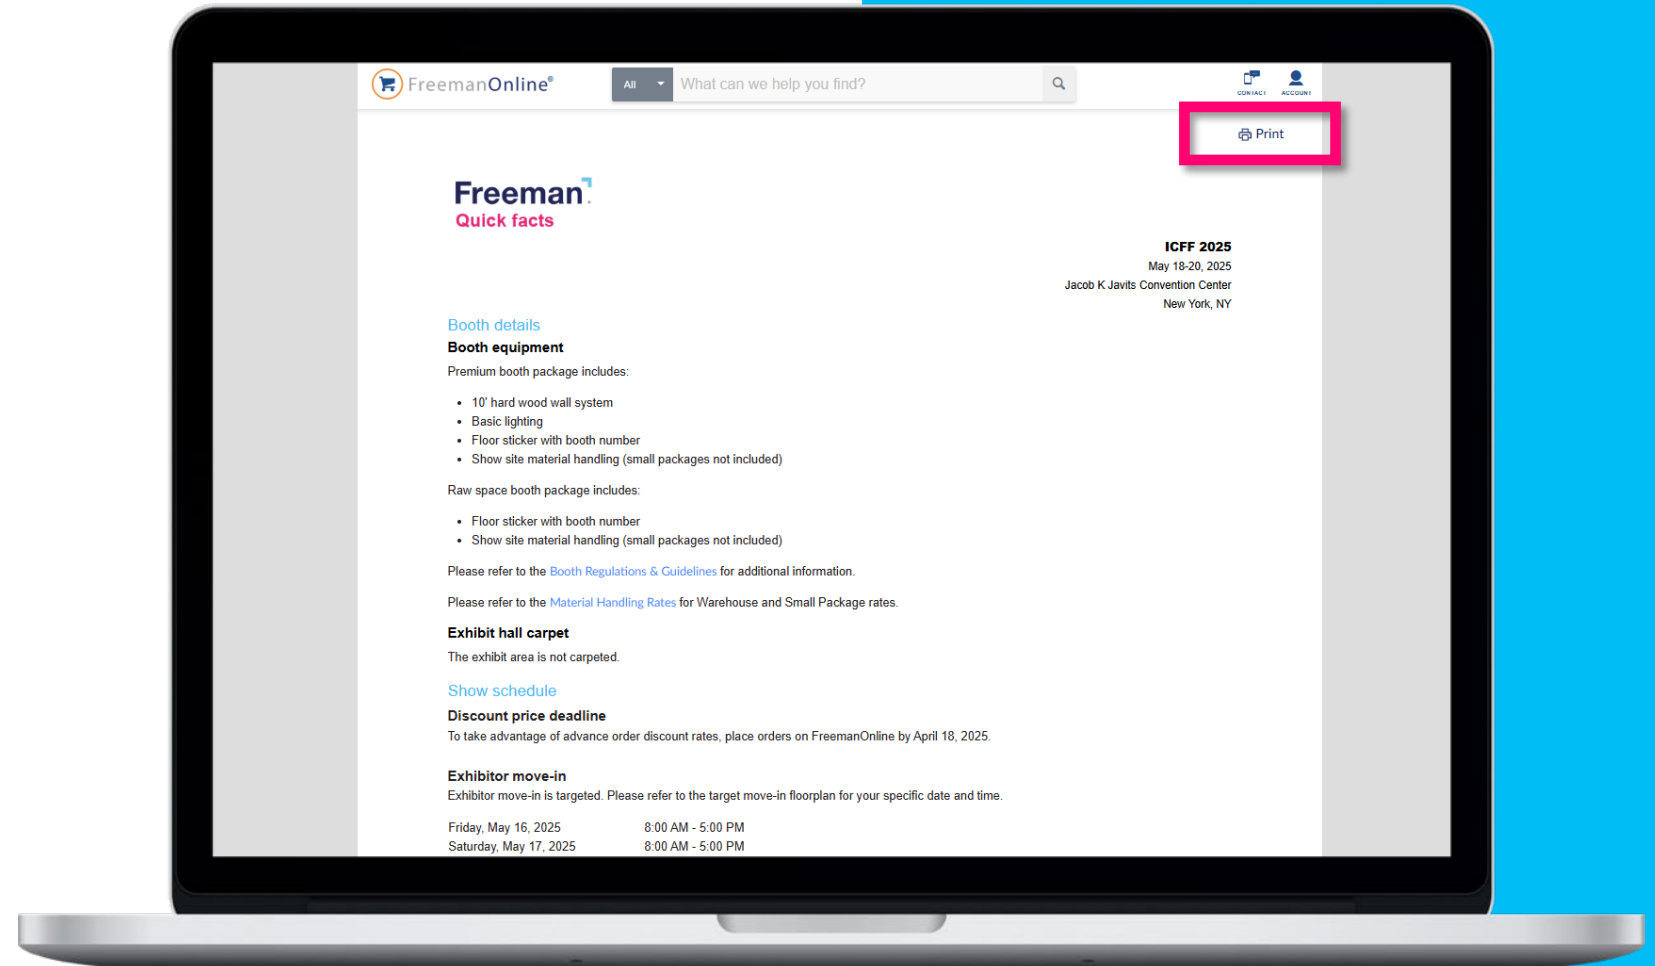 FreemanOnline®
All
What can we help you find?
CONTACT
ACCOUNT
Print
Freeman
Quick facts
ICFF 2025
May 18-20, 2025
Jacob K Javits Convention Center
New York, NY
Booth details
Booth equipment
Premium booth package includes:
• 10' hard wood wall system
• Basic lighting
• Floor sticker with booth number
• Show site material handling (small packages not included)
Raw space booth package includes:
• Floor sticker with booth number
• Show site material handling (small packages not included)
Please refer to the Booth Regulations & Guidelines for additional information.
Please refer to the Material Handling Rates for Warehouse and Small Package rates.
Exhibit hall carpet
The exhibit area is not carpeted.
Show schedule
Discount price deadline
To take advantage of advance order discount rates, place orders on FreemanOnline by April 18, 2025.
Exhibitor move-in
Exhibitor move-in is targeted. Please refer to the target move-in floorplan for your specific date and time.
Friday, May 16, 2025 8:00 AM - 5:00 PM
Saturday, May 17, 2025 8:00 AM - 5:00 PM